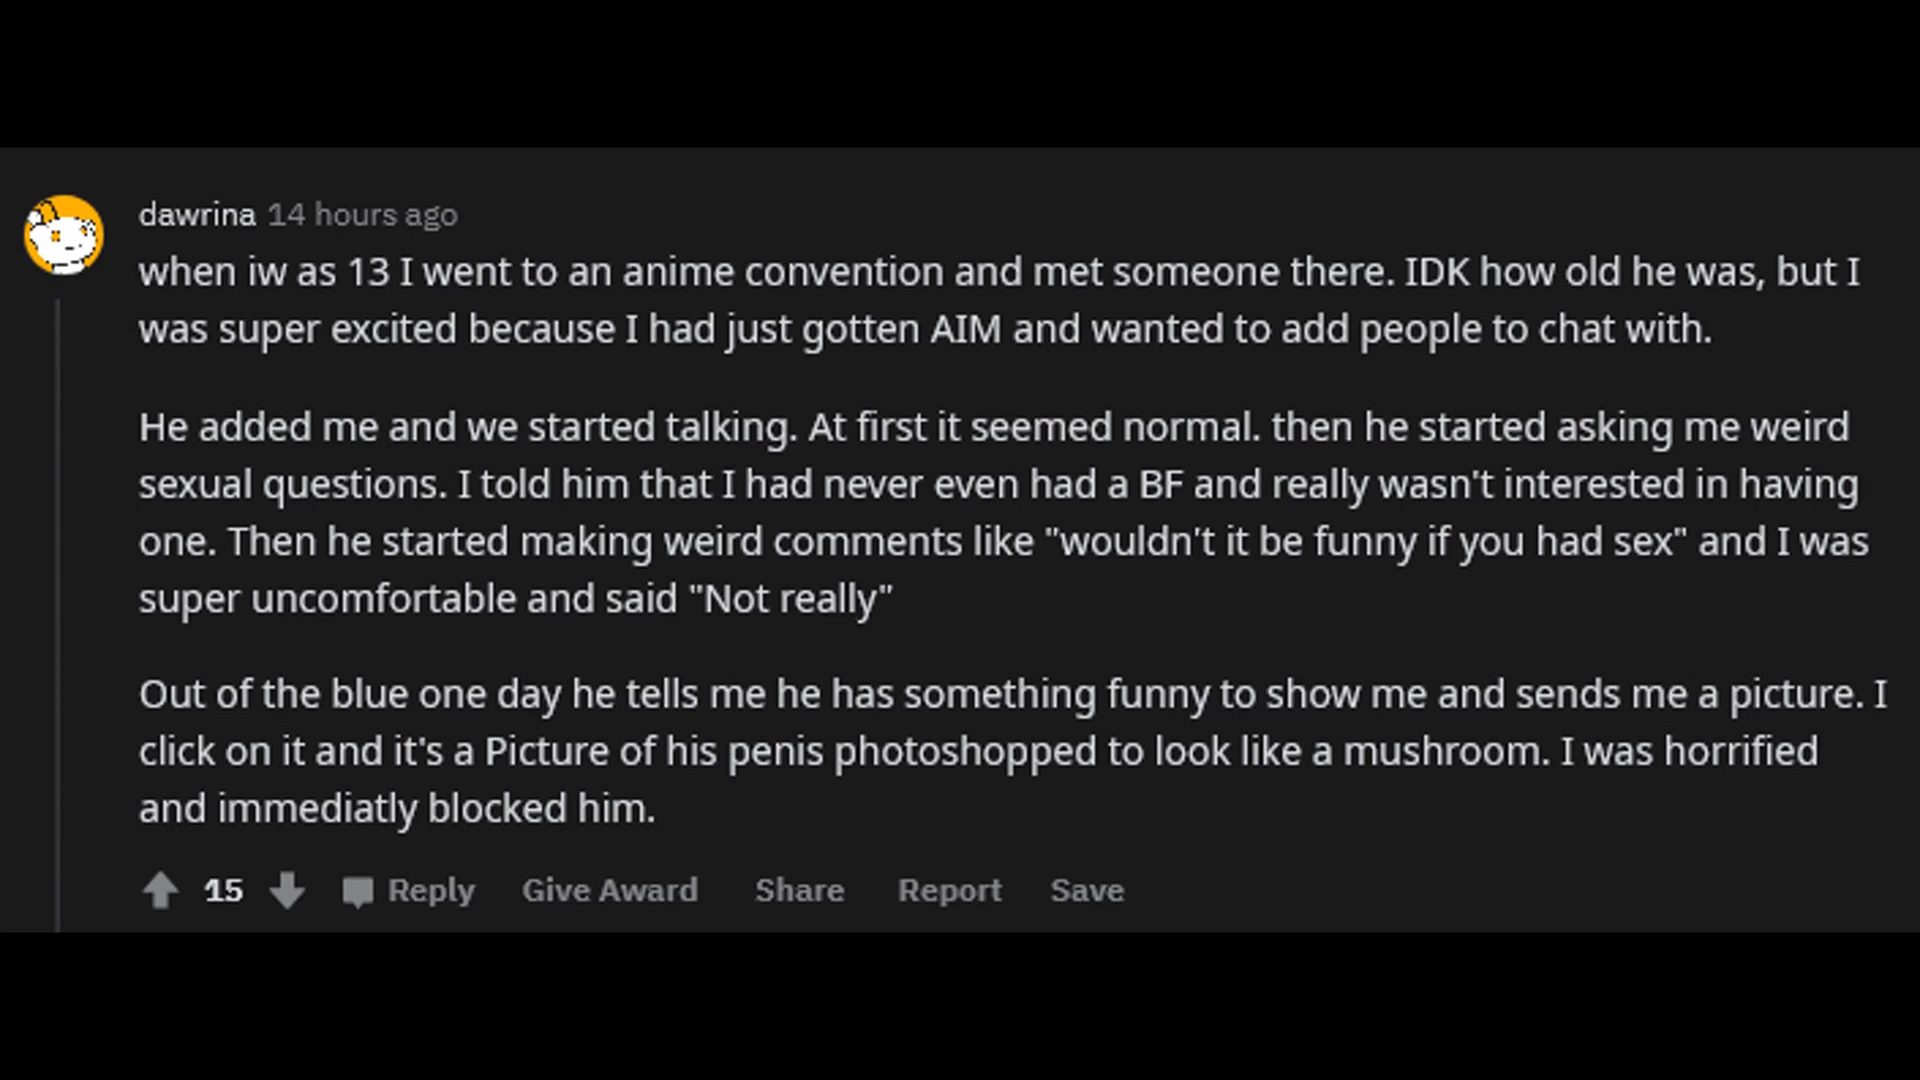 dawrina 14 hours ago
when iw as 13 I went to an anime convention and met someone there. IDK how old he was, but I
was super excited because I had just gotten AIM and wanted to add people to chat with.
He added me and we started talking. At first it seemed normal. then he started asking me weird
sexual questions. I told him that I had never even had a BF and really wasn't interested in having
one. Then he started making weird comments like "wouldn't it be funny if you had sex" and I was
super uncomfortable and said "Not really"
Out of the blue one day he tells me he has something funny to show me and sends me a picture. I
click on it and it's a Picture of his penis photoshopped to look like a mushroom. I was horrified
and immediatly blocked him.
15 Reply Give Award Share Report Save